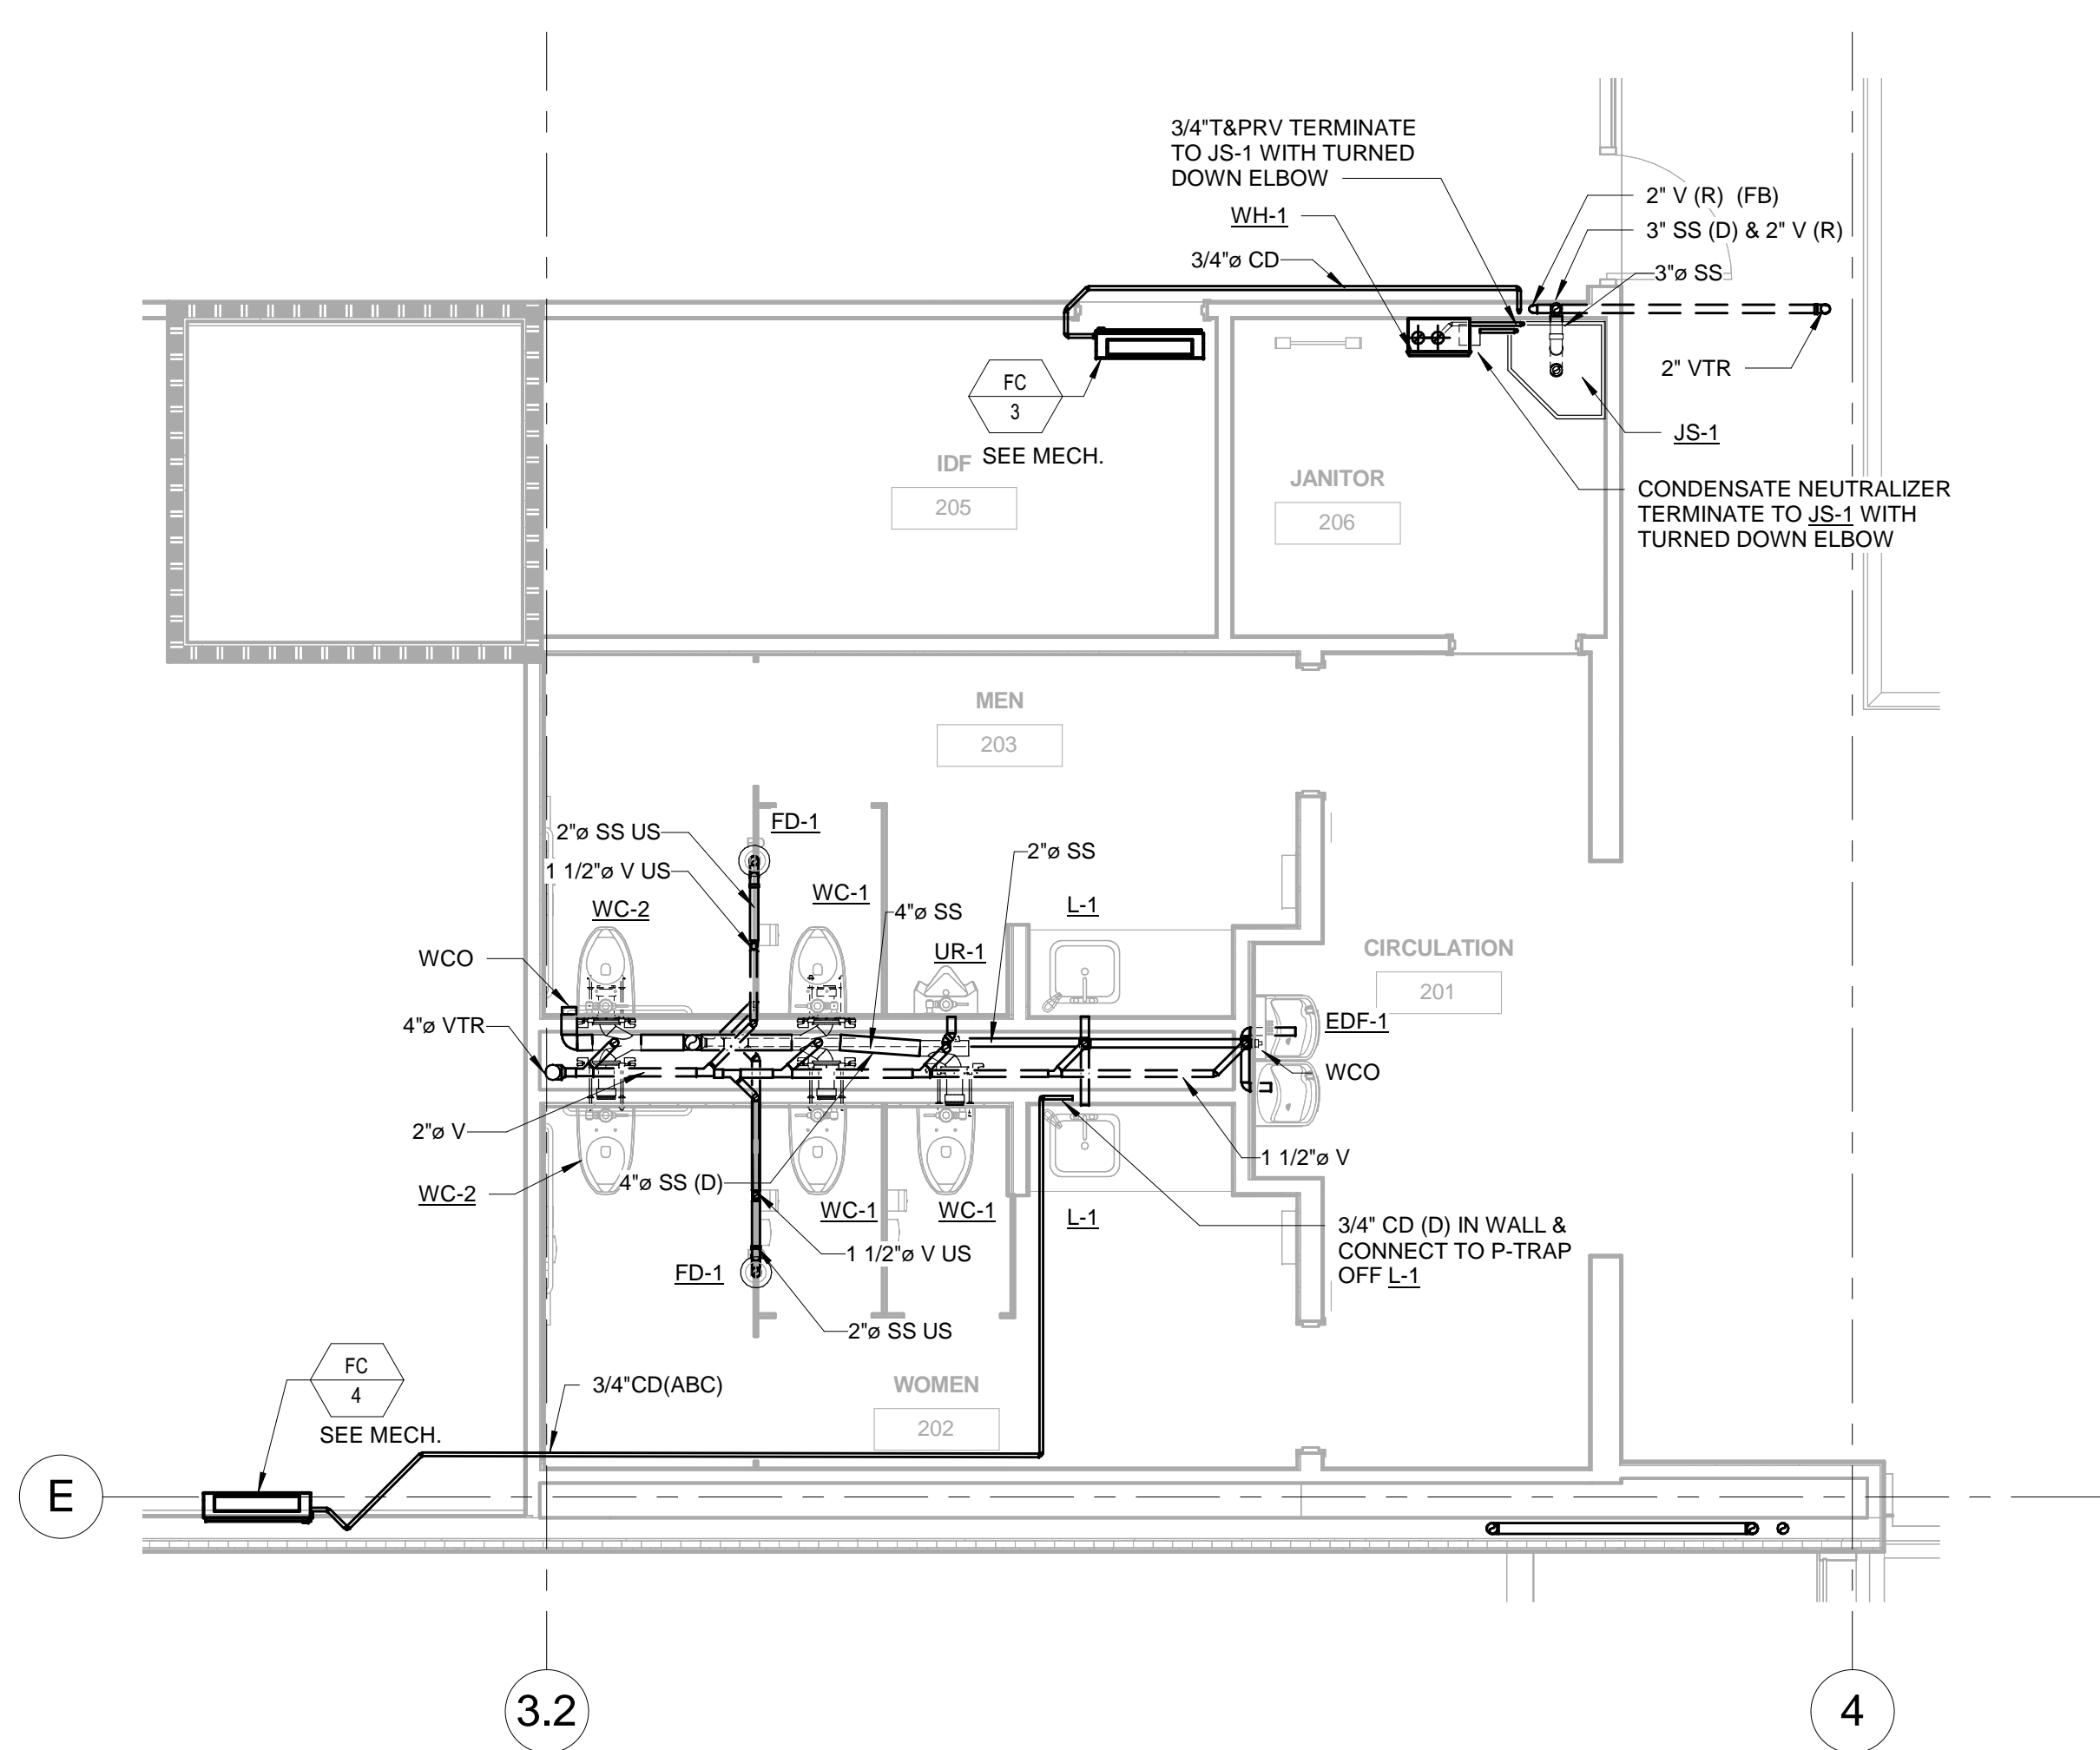 3/4"T&PRV TERMINATE
TO JS-1 WITH TURNED
DOWN ELBOW
WH-1
3/4"ø CD
2" V (R)  (FB)
3" SS (D) & 2" V (R)
3"ø SS
2" VTR
JS-1
FC
3
SEE MECH.
IDF
205
JANITOR
206
CONDENSATE NEUTRALIZER
TERMINATE TO JS-1 WITH
TURNED DOWN ELBOW
MEN
203
2"ø SS US
FD-1
1 1/2"ø V US
WC-2
WC-1
4"ø SS
2"ø SS
L-1
UR-1
WCO
4"ø VTR
CIRCULATION
201
EDF-1
WCO
2"ø V
WC-2
4"ø SS (D)
WC-1
WC-1
L-1
1 1/2"ø V
1 1/2"ø V US
FD-1
2"ø SS US
3/4" CD (D) IN WALL &
CONNECT TO P-TRAP
OFF L-1
FC
4
SEE MECH.
3/4"CD(ABC)
WOMEN
202
E
3.2
4